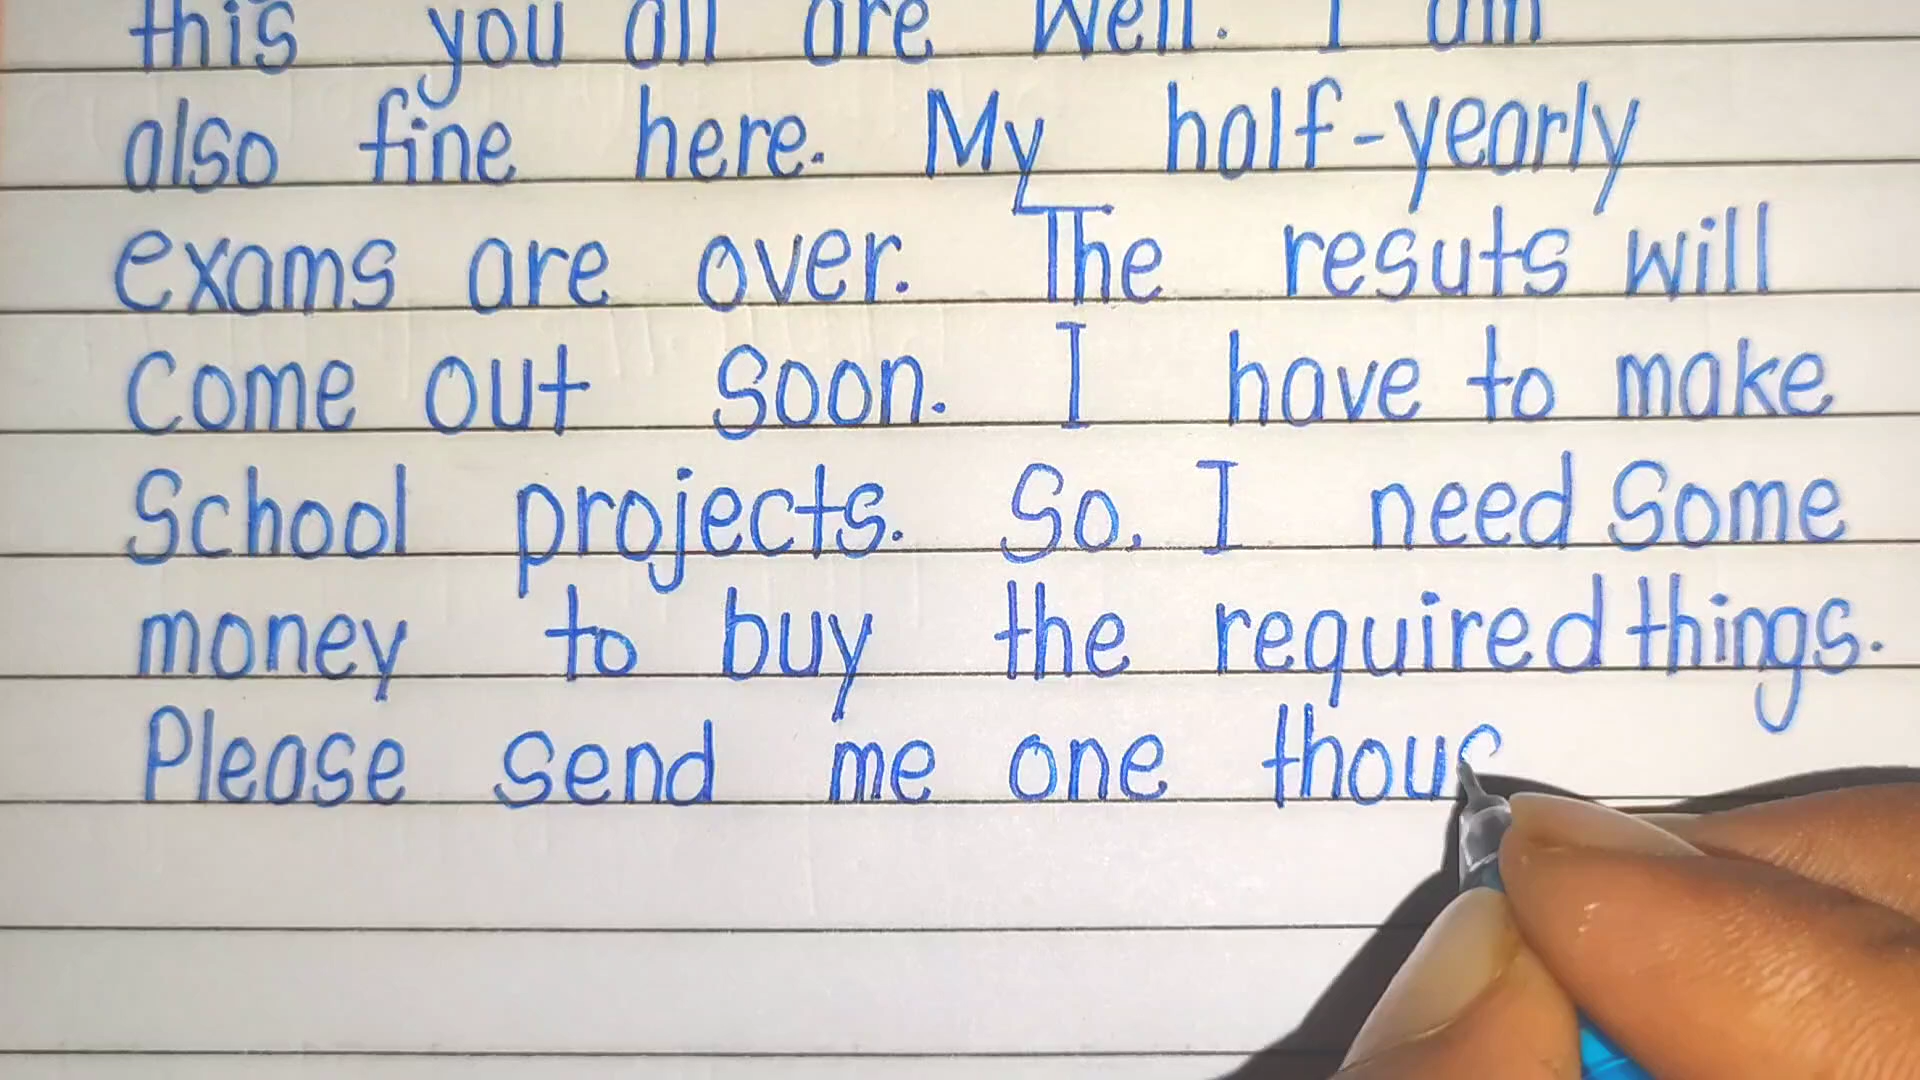 this you all are well. I am
also fine here. My half-yearly
exams are over. The resuts will
Come out soon. I have to make
School projects. So, I need Some
money to buy the required things.
Please send me one thous